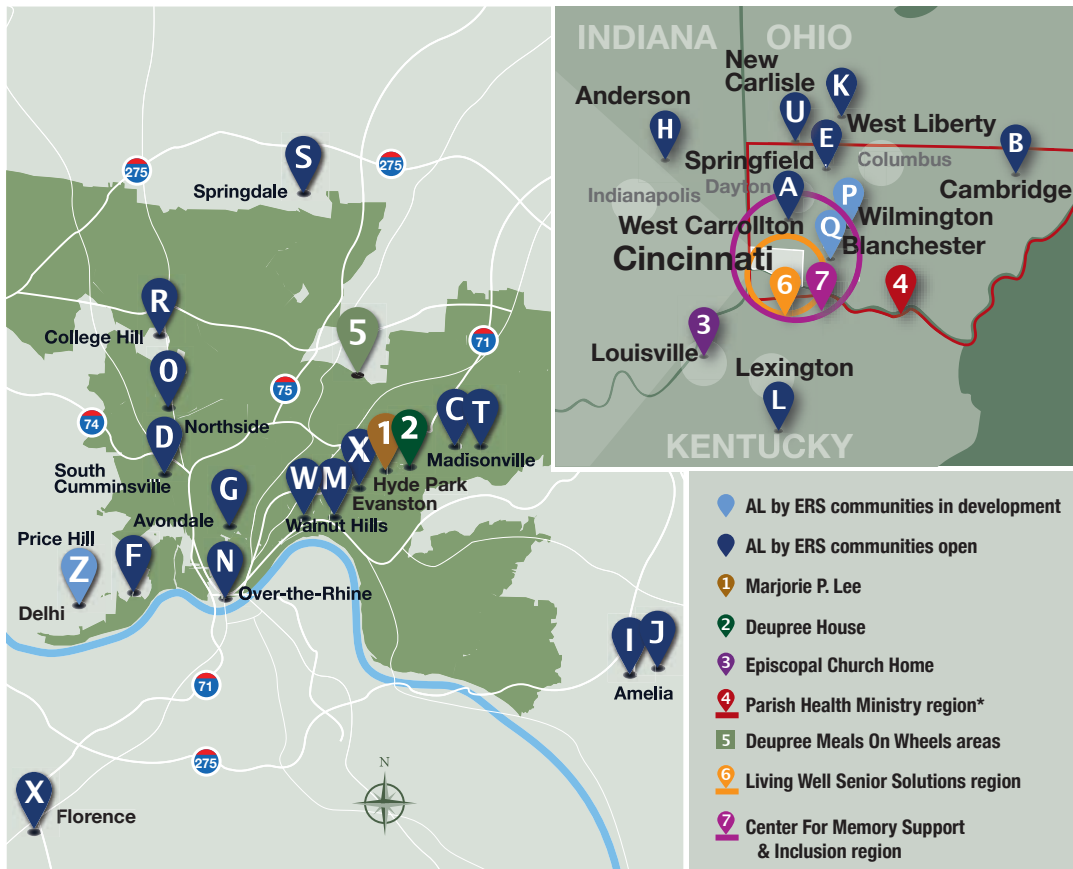 275
S
275
Springdale
R
College Hill
5
71
O
75
C
T
74
Northside
1
2
D
X
Madisonville
South
Cumminsville
W
M
Hyde Park
G
Evanston
Avondale
Walnut Hills
Price Hill
Z
F
N
Over-the-Rhine
Delhi
I
J
Amelia
71
275
N
X
Florence
INDIANA
OHIO
New
Carlisle
K
Anderson
U
H
E
West Liberty
B
Springfield
Columbus
Cambridge
Indianapolis
Dayton
A
P
West Carrollton
Wilmington
Q
Blanchester
Cincinnati
6
7
4
3
Louisville
Lexington
L
KENTUCKY
AL by ERS communities in development
AL by ERS communities open
1 Marjorie P. Lee
2 Deupree House
3 Episcopal Church Home
4 Parish Health Ministry region*
5 Deupree Meals On Wheels areas
6 Living Well Senior Solutions region
7 Center For Memory Support
& Inclusion region